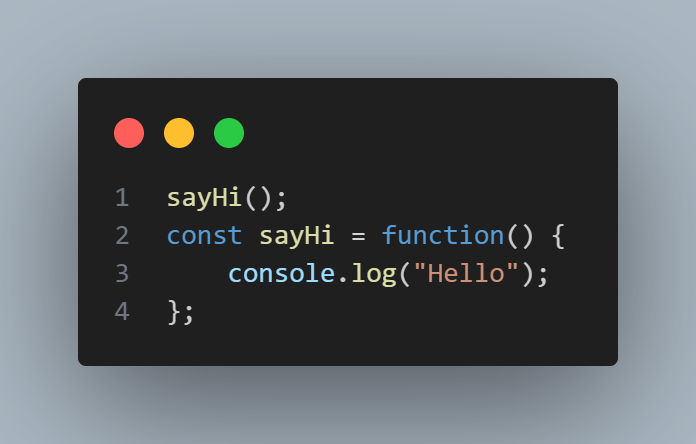 1 sayHi();
2 const sayHi = function() {
3     console.log("Hello");
4 };